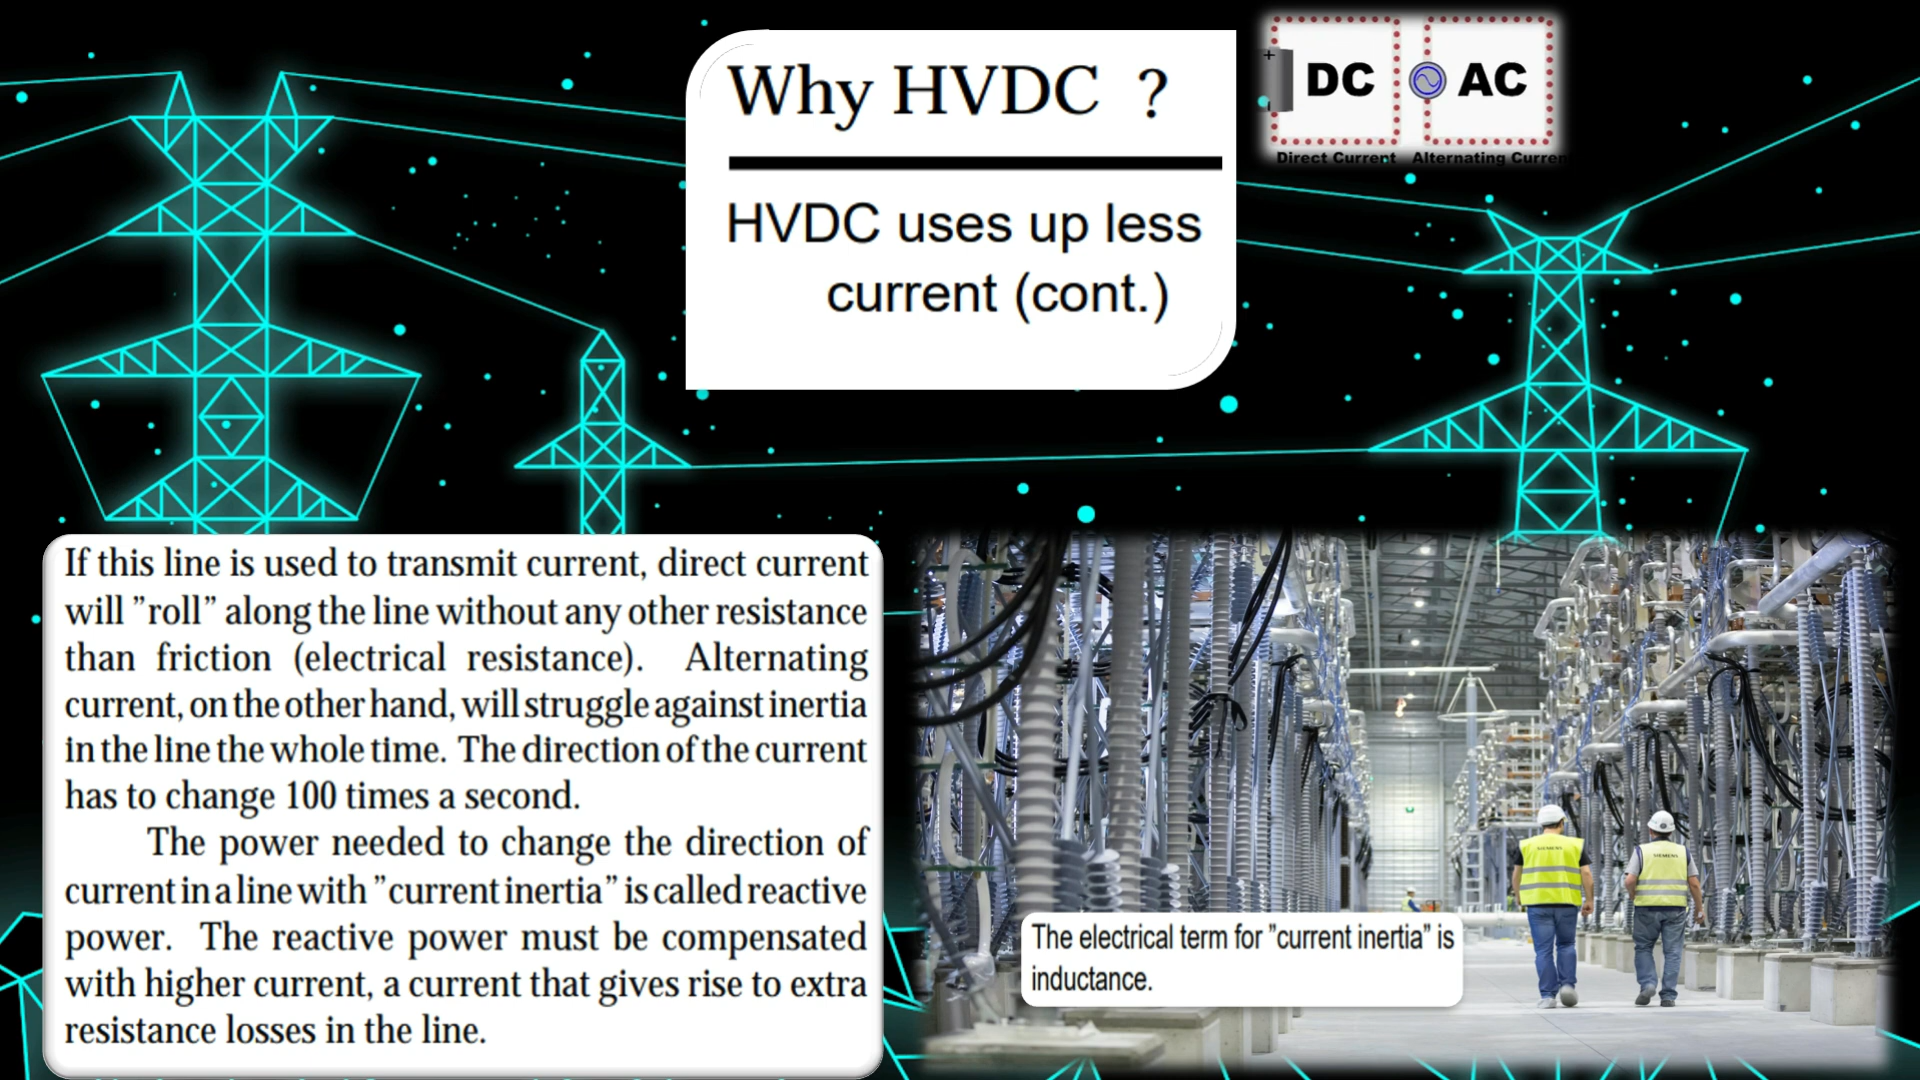 Why HVDC ?
HVDC uses up less
current (cont.)
+
DC
AC
Direct Current
Alternating Curren
If this line is used to transmit current, direct current
will ”roll” along the line without any other resistance
than friction (electrical resistance). Alternating
current, on the other hand, will struggle against inertia
in the line the whole time. The direction of the current
has to change 100 times a second.
The power needed to change the direction of
current in a line with ”current inertia” is called reactive
power. The reactive power must be compensated
with higher current, a current that gives rise to extra
resistance losses in the line.
The electrical term for ”current inertia” is
inductance.
SIEMENS
SIEMENS